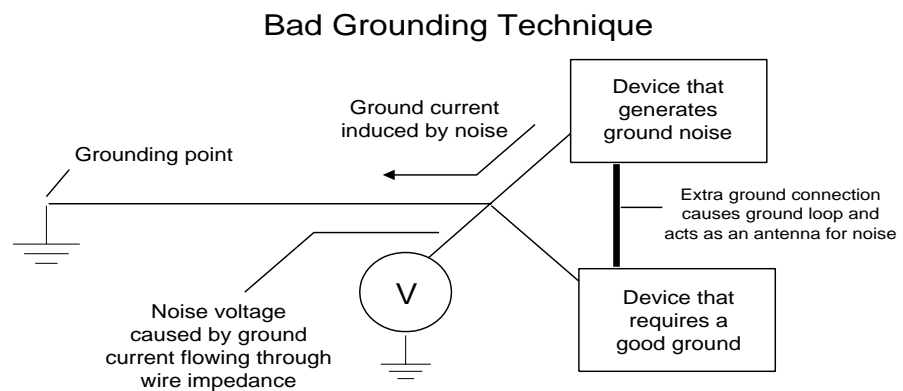 Bad Grounding Technique
Device that
generates
ground noise
Ground current
induced by noise
Grounding point
Extra ground connection
causes ground loop and
acts as an antenna for noise
V
Noise voltage
caused by ground
current flowing through
wire impedance
Device that
requires a
good ground